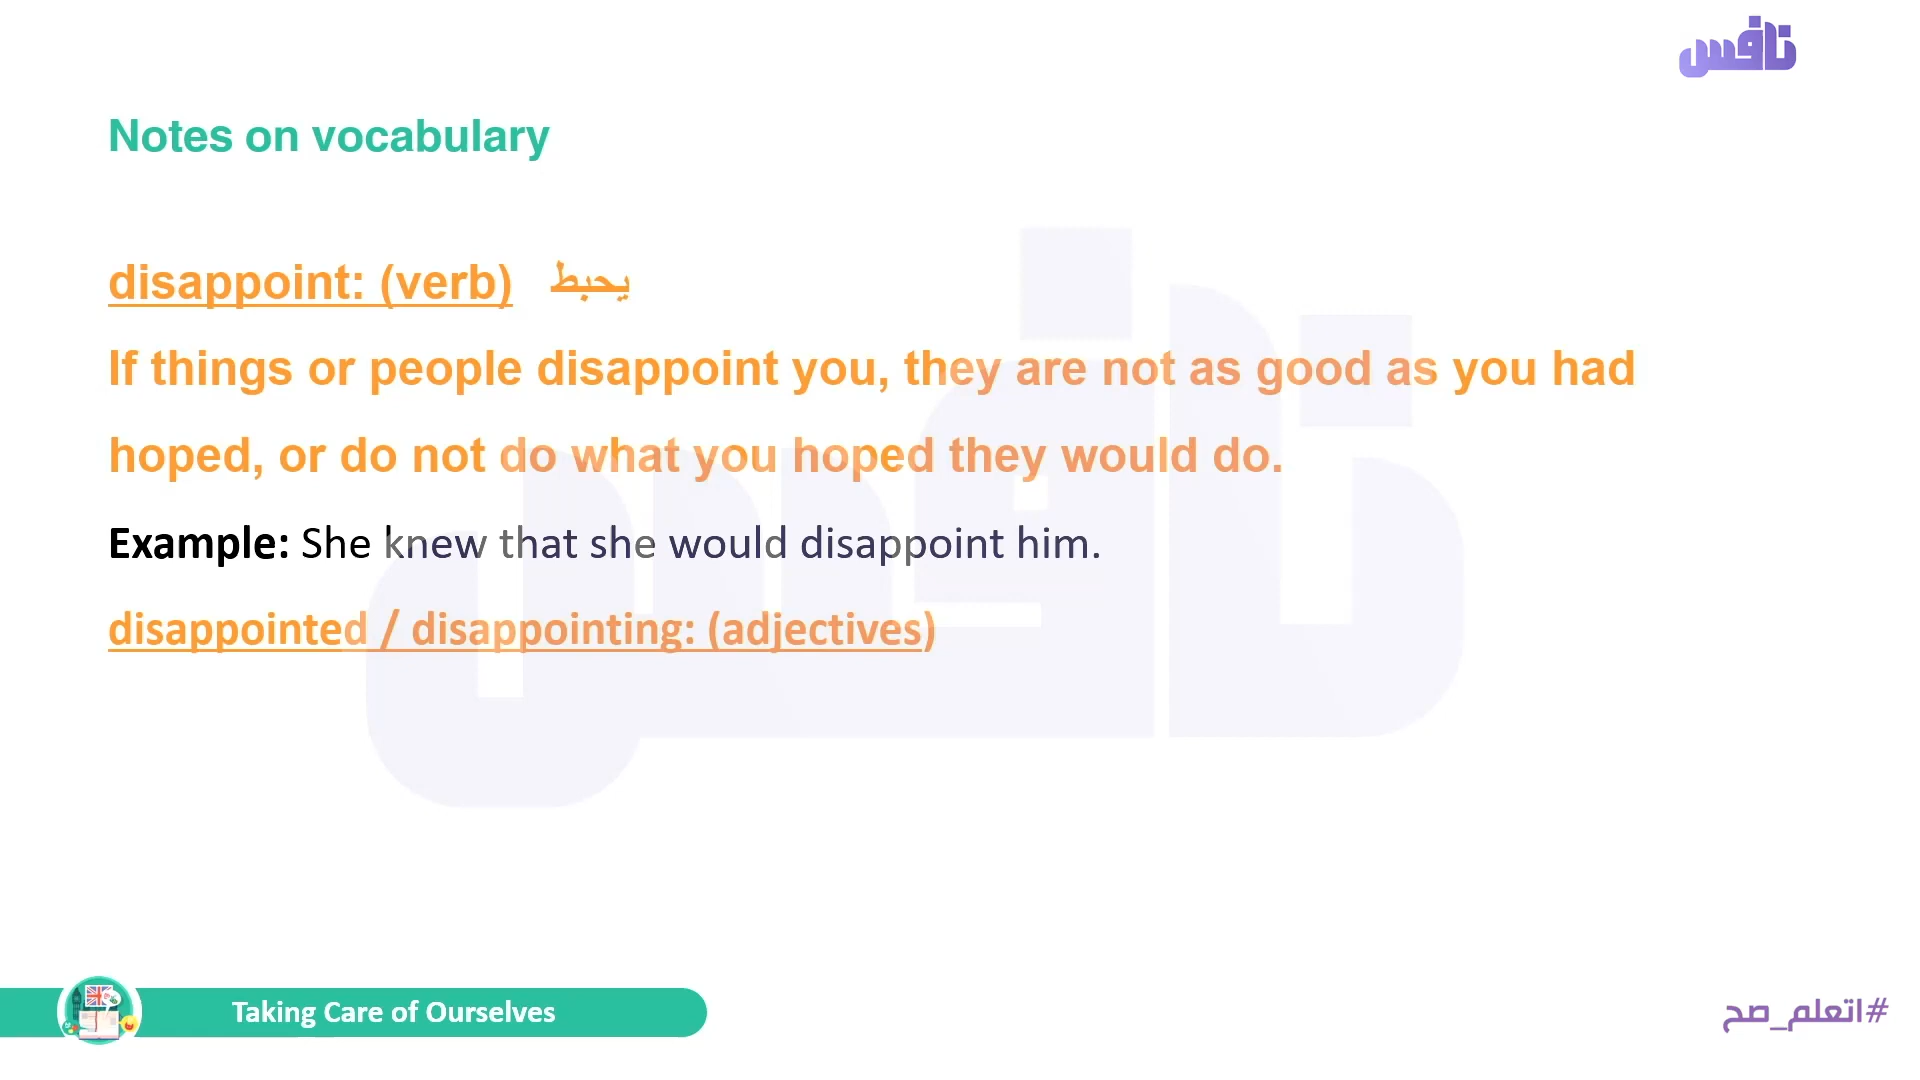 نافس
Notes on vocabulary
disappoint: (verb) يحبط
If things or people disappoint you, they are not as good as you had
hoped, or do not do what you hoped they would do.
Example: She knew that she would disappoint him.
disappointed / disappointing: (adjectives)
Taking Care of Ourselves
#اتعلم_صح